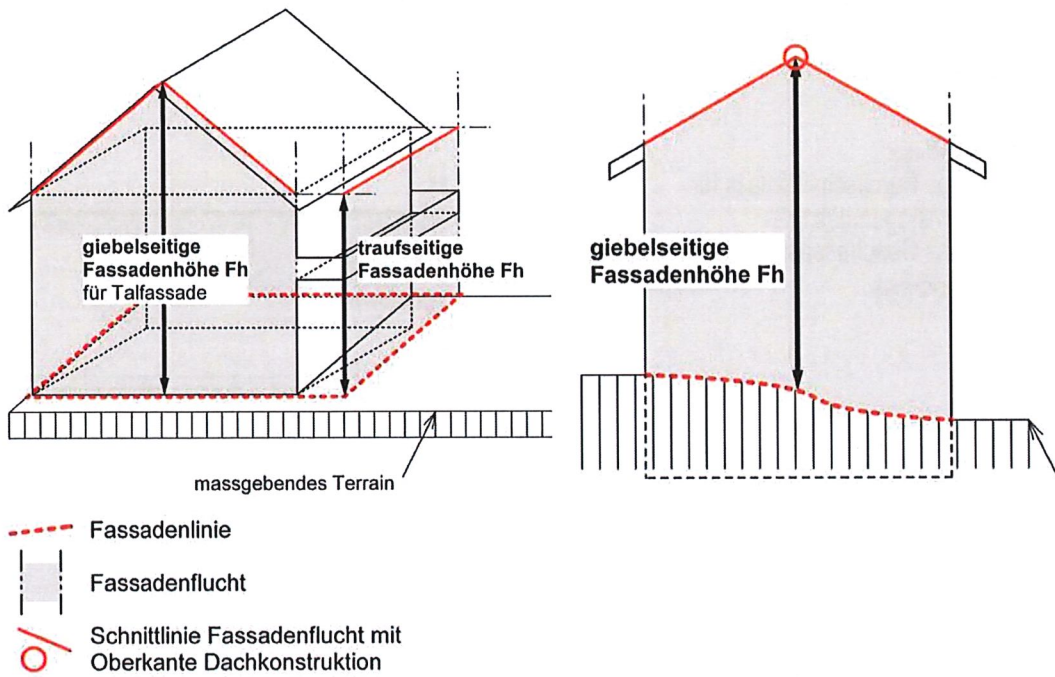 giebelseitige
Fassadenhöhe Fh
für Talfassade
traufseitige
Fassadenhöhe Fh
giebelseitige
Fassadenhöhe Fh
massgebendes Terrain
Fassadenlinie
Fassadenflucht
Schnittlinie Fassadenflucht mit
Oberkante Dachkonstruktion